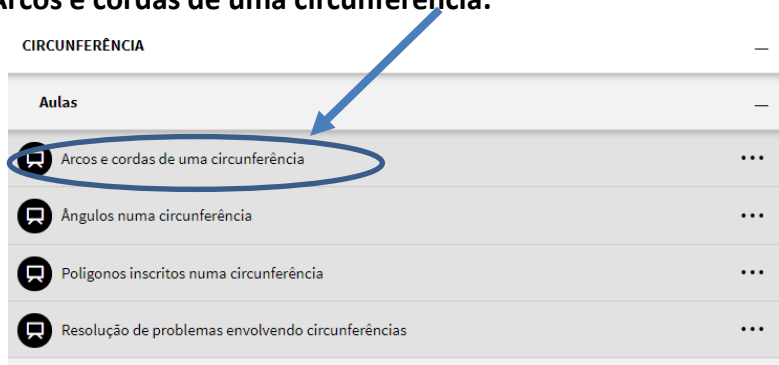 Arcos e cordas de uma circunferência.
CIRCUNFERÊNCIA
Aulas
Arcos e cordas de uma circunferência
Ângulos numa circunferência
Poligonos inscritos numa circunferência
Resolução de problemas envolvendo circunferências